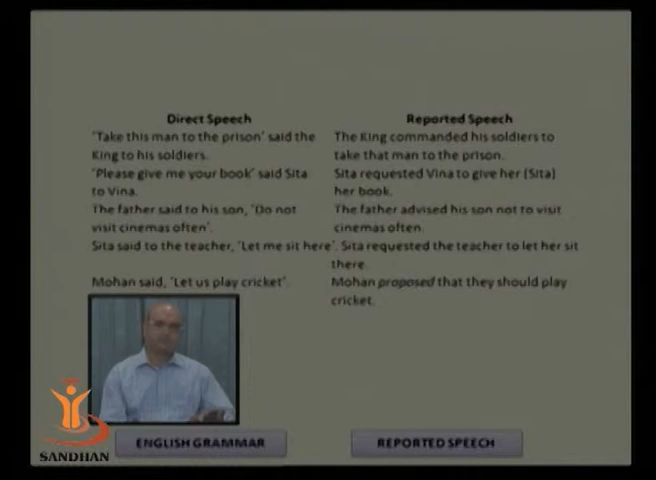 Direct Speech Reported Speech
'Take this man to the prison' said the The King commanded his soldiers to
King to his soldiers. take that man to the prison.
'Please give me your book' said Sita Sita requested Vina to give her (Sita)
to Vina. her book.
The father said to his son, 'Do not The father advised his son not to visit
visit cinemas often'. cinemas often.
Sita said to the teacher, 'Let me sit here'. Sita requested the teacher to let her sit
there.
Mohan said, 'Let us play cricket'. Mohan proposed that they should play
cricket.
SANDHAN
ENGLISH GRAMMAR REPORTED SPEECH